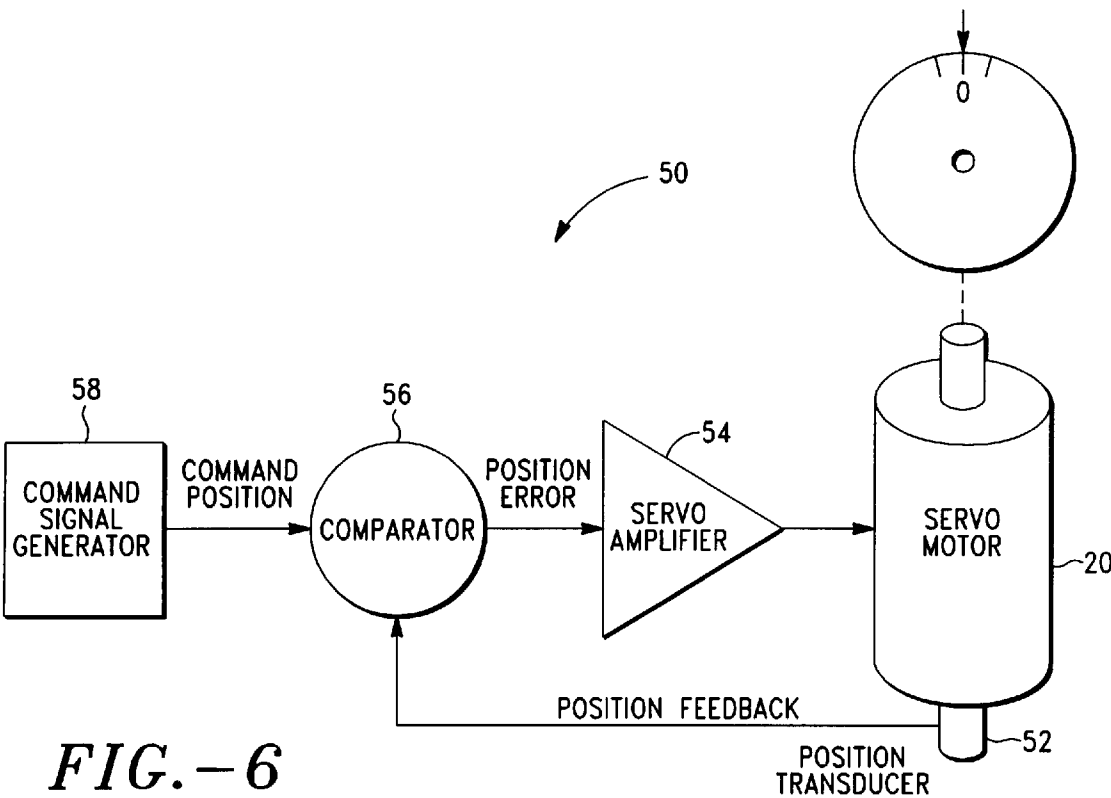 0
50
58
COMMAND
SIGNAL
GENERATOR
COMMAND
POSITION
56
COMPARATOR
POSITION
ERROR
54
SERVO
AMPLIFIER
SERVO
MOTOR
20
POSITION FEEDBACK
52
POSITION
TRANSDUCER
FIG.-6